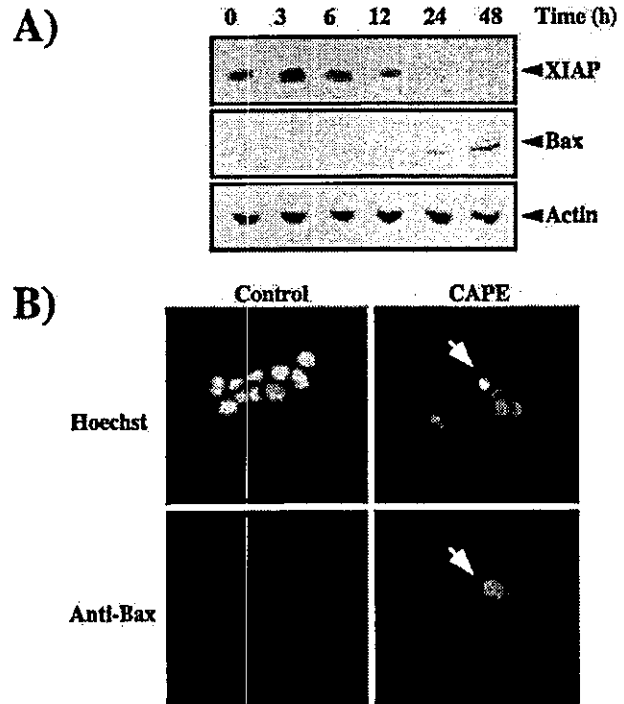 A)
0 3 6 12 24 48 Time (h)
XIAP
Bax
Actin
B)
Control CAPE
Hoechst
Anti-Bax